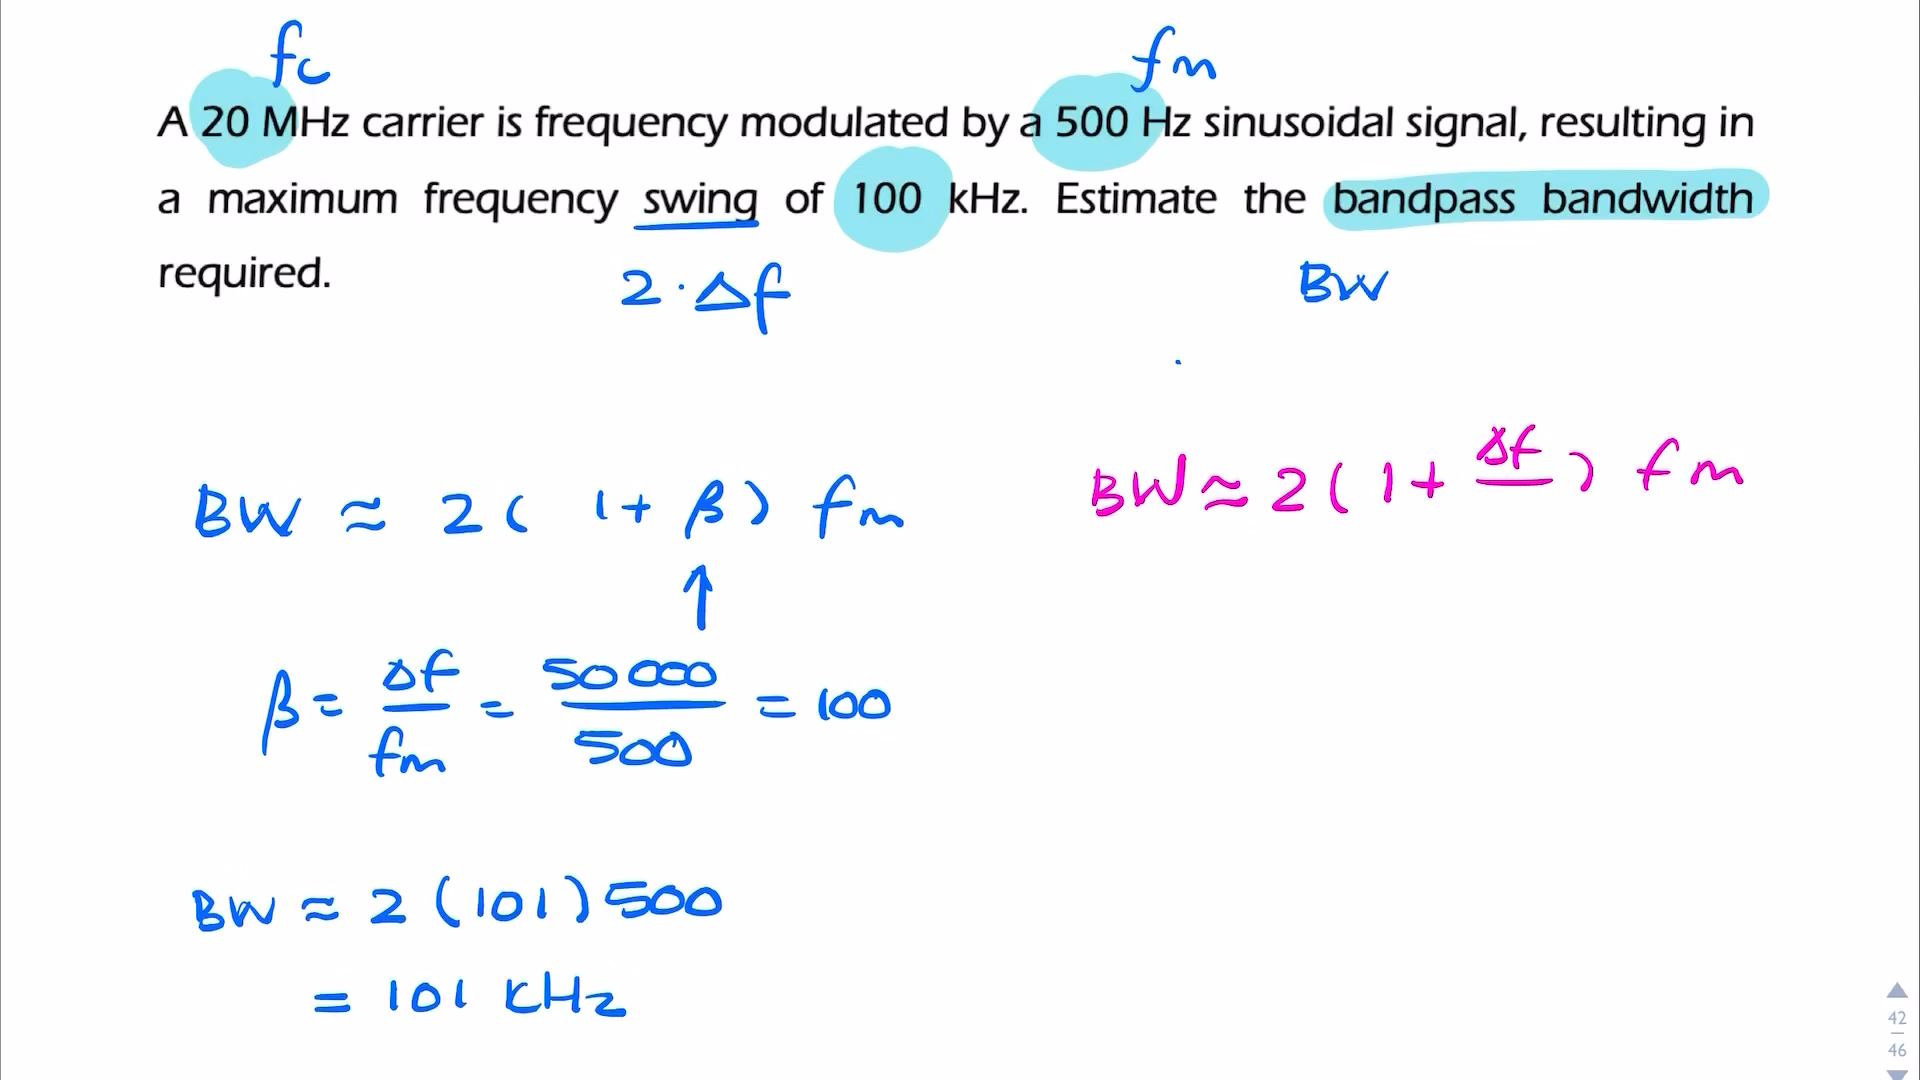 fc fm
A 20 MHz carrier is frequency modulated by a 500 Hz sinusoidal signal, resulting in
a maximum frequency swing of 100 kHz. Estimate the bandpass bandwidth
required.
2·Δf BW
BW ≈ 2( 1+ β) fm
BW ≈ 2( 1+ Δf/ ) fm
β = Δf/fm = 50000/500 = 100
BW ≈ 2 (101) 500
= 101 KHz
42
46